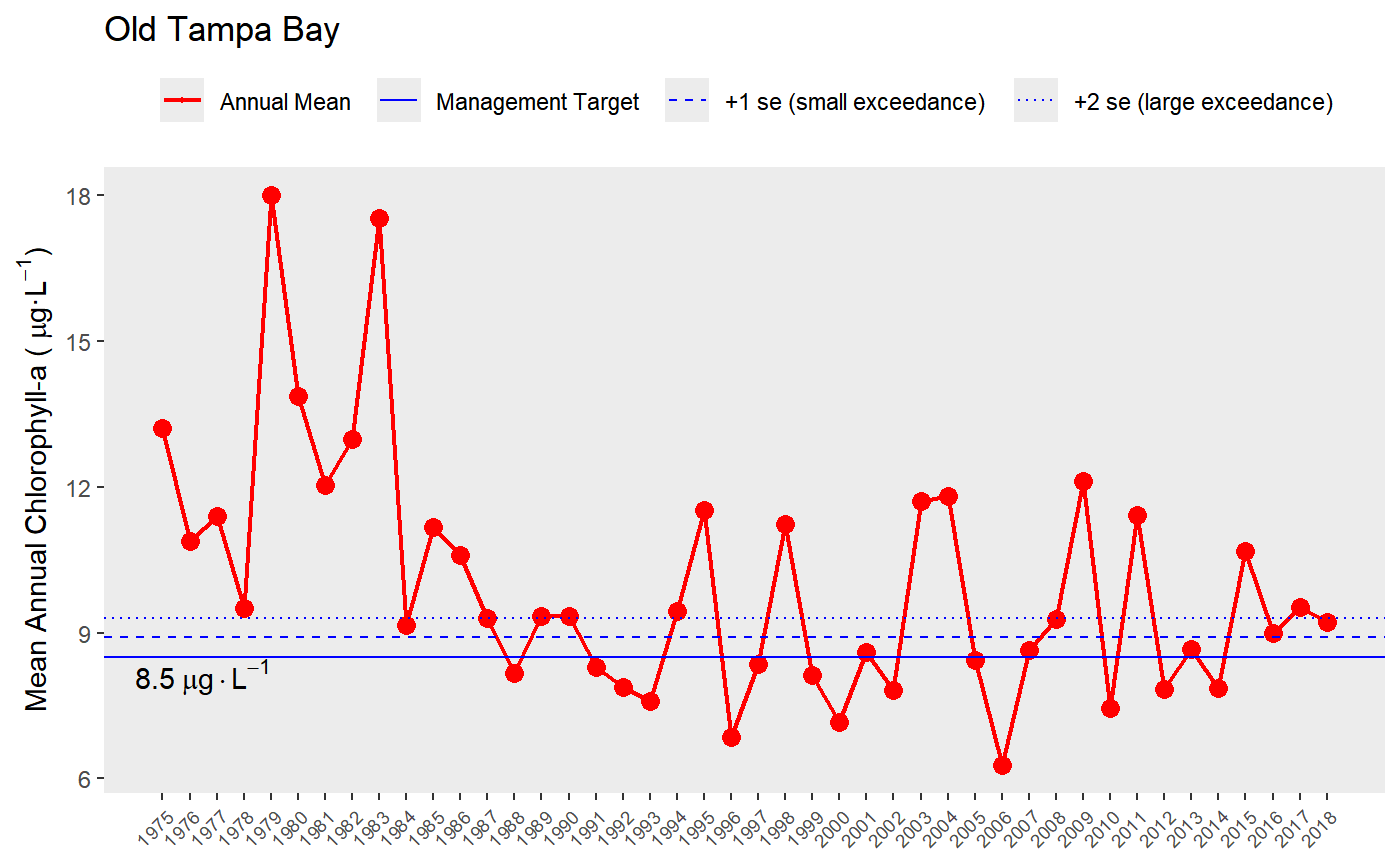 Old Tampa Bay
Annual Mean Management Target +1 se (small exceedance) +2 se (large exceedance)
Mean Annual Chlorophyll-a ( μg·L⁻¹)
18
15
12
9
6
8.5 μg · L⁻¹
1975 1976 1977 1978 1979 1980 1981 1982 1983 1984 1985 1986 1987 1988 1989 1990 1991 1992 1993 1994 1995 1996 1997 1998 1999 2000 2001 2002 2003 2004 2005 2006 2007 2008 2009 2010 2011 2012 2013 2014 2015 2016 2017 2018